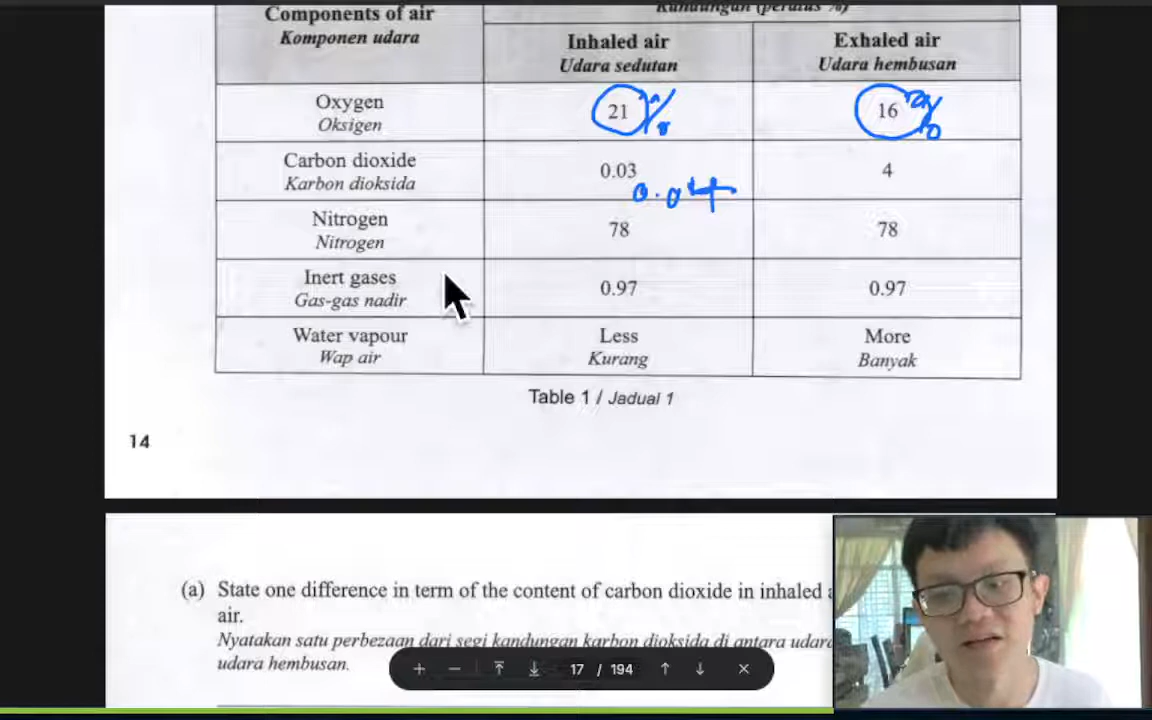 Components of air
Komponen udara
Kandungan (peratus %)
Inhaled air
Udara sedutan
Exhaled air
Udara hembusan
Oxygen
Oksigen
21
16
Carbon dioxide
Karbon dioksida
0.03
0.04
4
Nitrogen
Nitrogen
78
78
Inert gases
Gas-gas nadir
0.97
0.97
Water vapour
Wap air
Less
Kurang
More
Banyak
Table 1 / Jadual 1
14
(a) State one difference in term of the content of carbon dioxide in inhaled
air.
Nyatakan satu perbezaan dari segi kandungan karbon dioksida di antara udara
udara hembusan.
17 / 194